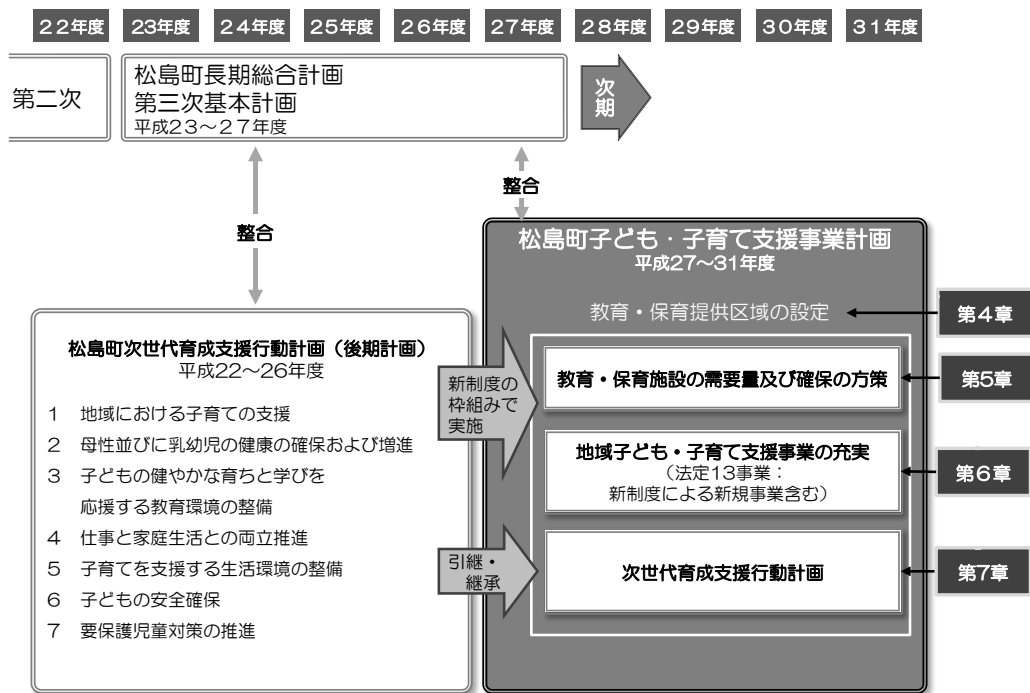 22年度 23年度 24年度 25年度 26年度 27年度 28年度 29年度 30年度 31年度
第二次
松島町長期総合計画
第三次基本計画
平成23～27年度
次期
整合
整合
松島町子ども・子育て支援事業計画
平成27～31年度
教育・保育提供区域の設定
第4章
松島町次世代育成支援行動計画（後期計画）
平成22～26年度
1 地域における子育ての支援
2 母性並びに乳幼児の健康の確保および増進
3 子どもの健やかな育ちと学びを
応援する教育環境の整備
4 仕事と家庭生活との両立推進
5 子育てを支援する生活環境の整備
6 子どもの安全確保
7 要保護児童対策の推進
新制度の
枠組みで
実施
教育・保育施設の需要量及び確保の方策
第5章
地域子ども・子育て支援事業の充実
（法定13事業：
新制度による新規事業含む）
第6章
引継・
継承
次世代育成支援行動計画
第7章